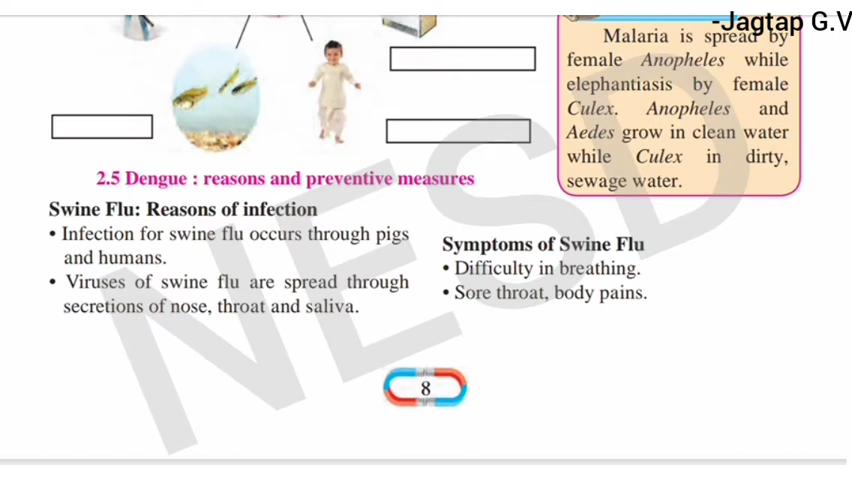 -Jagtap G.V
Malaria is spread by
female Anopheles while
elephantiasis by female
Culex. Anopheles and
Aedes grow in clean water
while Culex in dirty,
sewage water.
2.5 Dengue : reasons and preventive measures
Swine Flu: Reasons of infection
• Infection for swine flu occurs through pigs
and humans.
• Viruses of swine flu are spread through
secretions of nose, throat and saliva.
Symptoms of Swine Flu
• Difficulty in breathing.
• Sore throat, body pains.
8
NESD